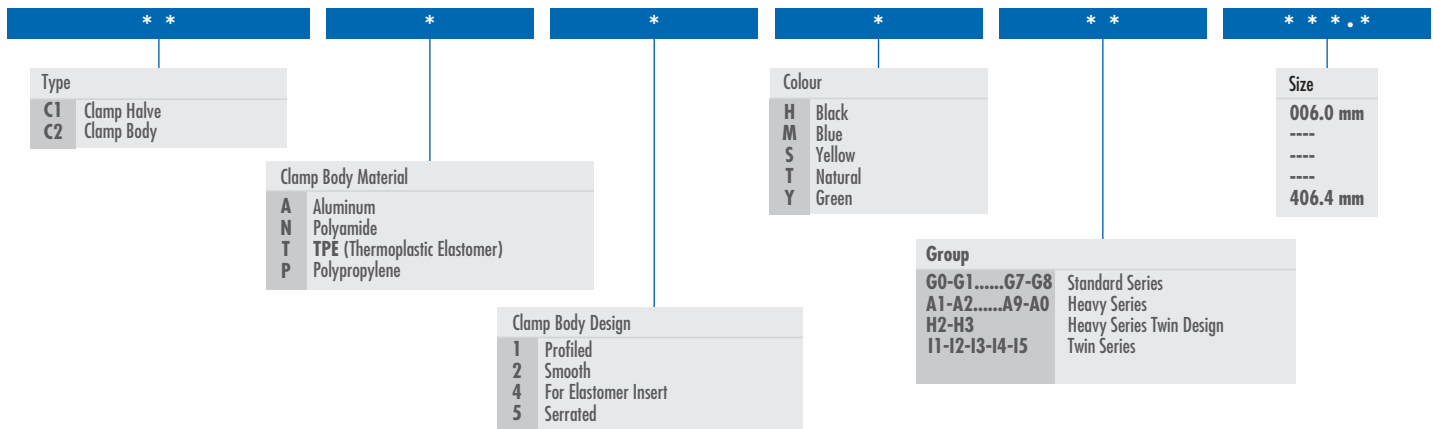 * * * * * * * * * * * . *
Type
C1 Clamp Halve
C2 Clamp Body
Clamp Body Material
A Aluminum
N Polyamide
T TPE (Thermoplastic Elastomer)
P Polypropylene
Clamp Body Design
1 Profiled
2 Smooth
4 For Elastomer Insert
5 Serrated
Colour
H Black
M Blue
S Yellow
T Natural
Y Green
Group
G0-G1......G7-G8 Standard Series
A1-A2......A9-A0 Heavy Series
H2-H3 Heavy Series Twin Design
I1-I2-I3-I4-I5 Twin Series
Size
006.0 mm
----
----
----
406.4 mm